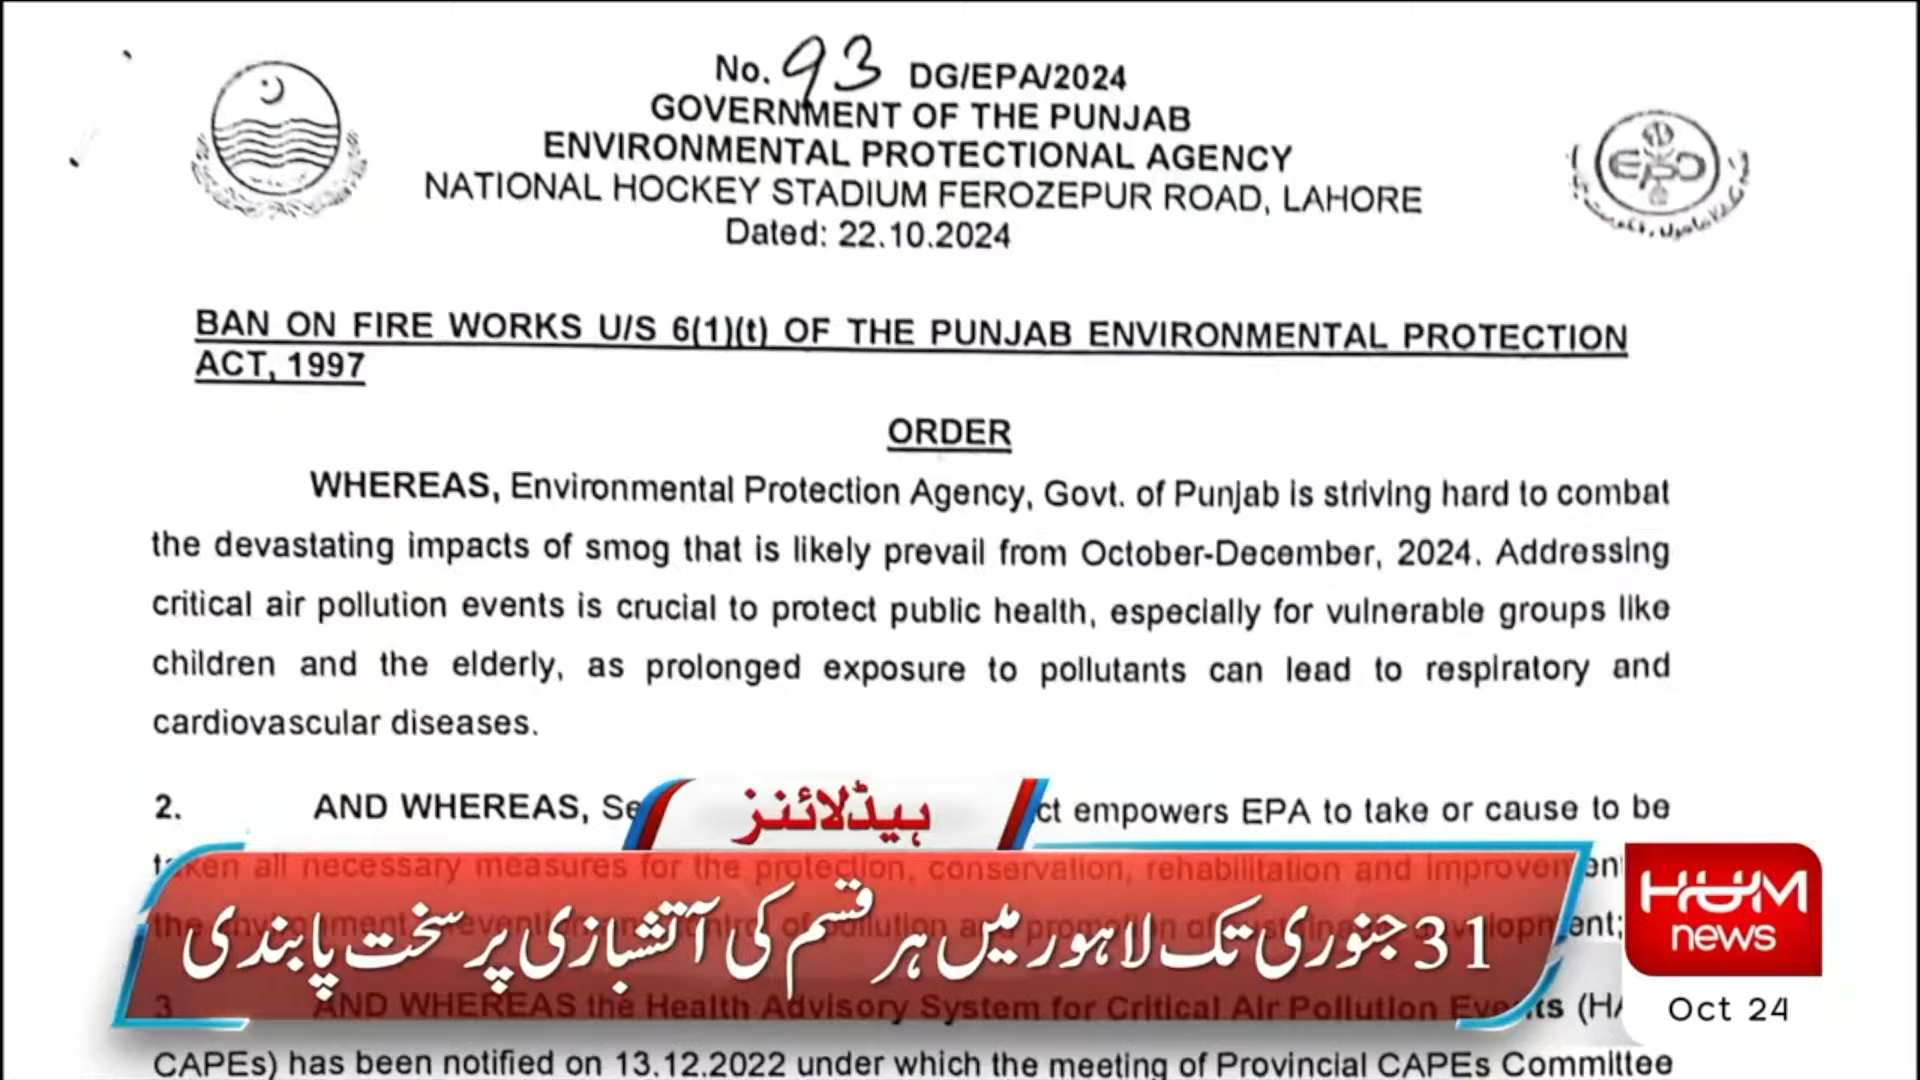 No. 93 DG/EPA/2024
GOVERNMENT OF THE PUNJAB
ENVIRONMENTAL PROTECTIONAL AGENCY
NATIONAL HOCKEY STADIUM FEROZEPUR ROAD, LAHORE
Dated: 22.10.2024
BAN ON FIRE WORKS U/S 6(1)(t) OF THE PUNJAB ENVIRONMENTAL PROTECTION
ACT, 1997
ORDER
WHEREAS, Environmental Protection Agency, Govt. of Punjab is striving hard to combat
the devastating impacts of smog that is likely prevail from October-December, 2024. Addressing
critical air pollution events is crucial to protect public health, especially for vulnerable groups like
children and the elderly, as prolonged exposure to pollutants can lead to respiratory and
cardiovascular diseases.
2. AND WHEREAS, empowers EPA to take or cause to be
taken all necessary measures for the protection, conservation, rehabilitation and
the
3 AND WHEREAS the Health Advisory System for Critical Air Pollution Events
CAPEs) has been notified on 13.12.2022 under which the meeting of Provincial CAPEs Committee
ہیڈلائنز
31 جنوری تک لاہور میں ہر قسم کی آتشبازی پر سخت پابندی
HUM
news
Oct 24